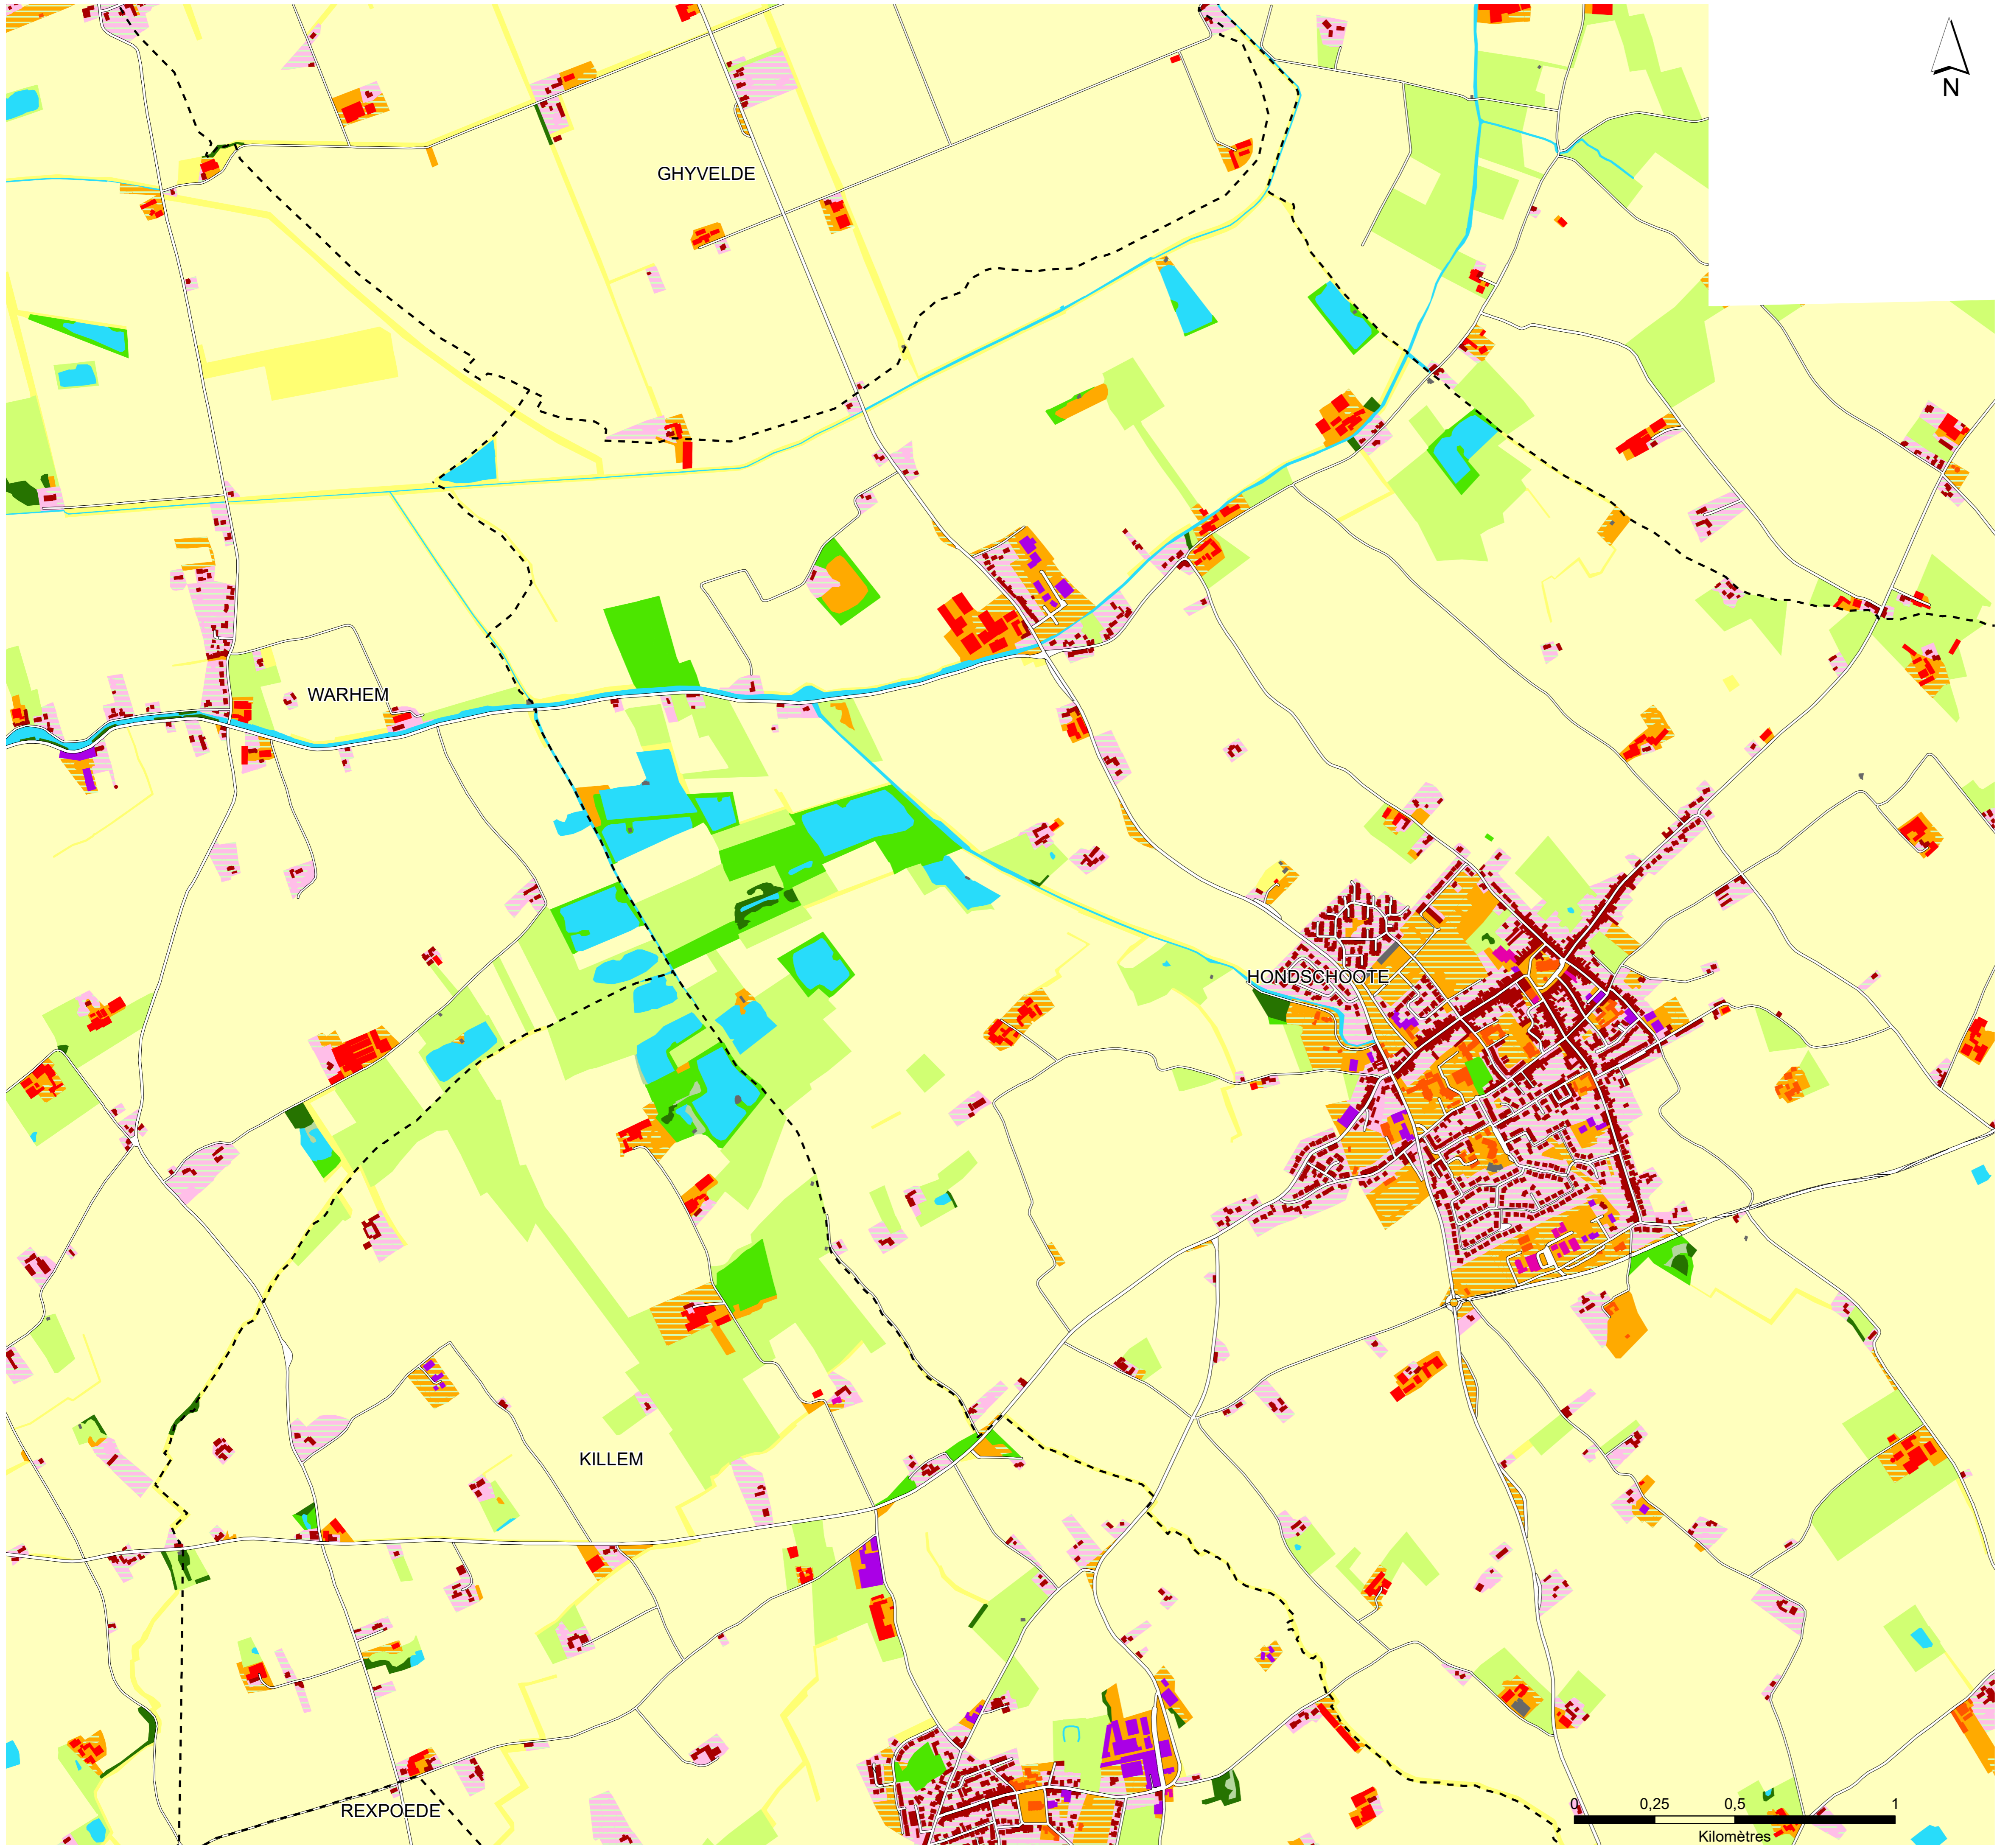 N
GHYVELDE
WARHEM
HONDSCHOOTE
KILLEM
REXPOEDE
0 0,25 0,5 1
Kilomètres